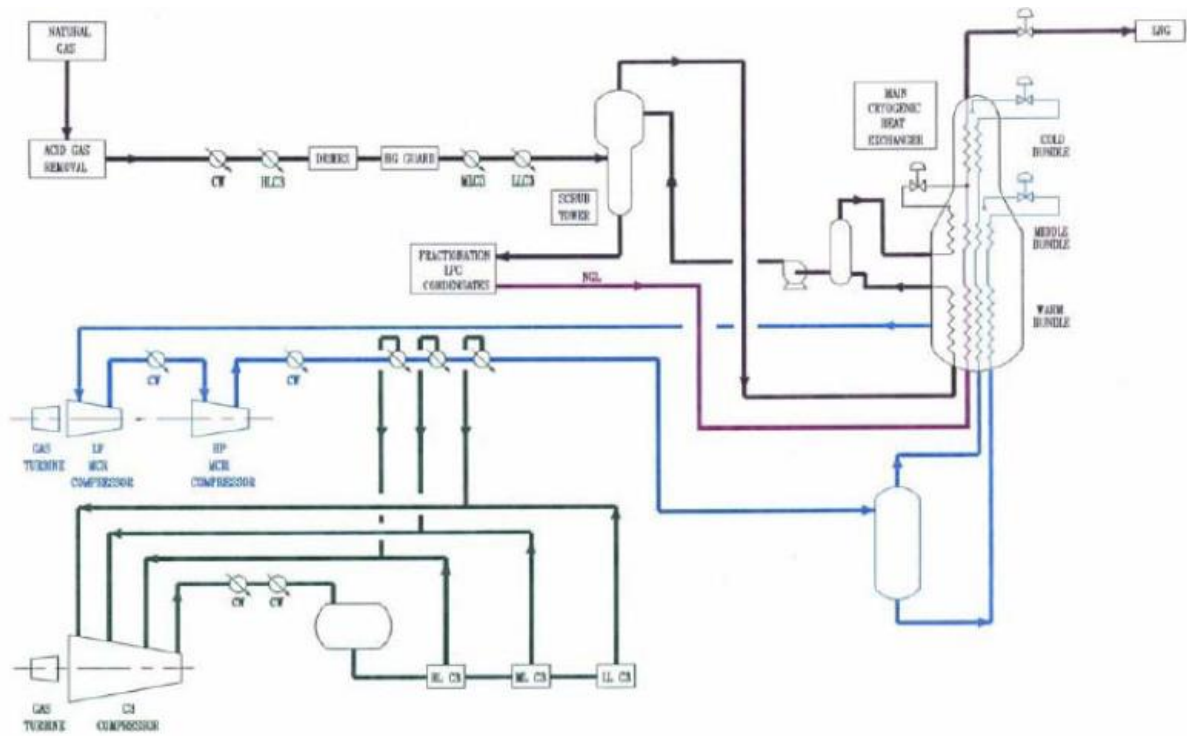 NATURAL
GAS
LNG
MAIN
CRYOGENIC
HEAT
EXCHANGER
ACID GAS
REMOVAL
CW
HLC3
DRIERS
HG GUARD
MLC3
LLC3
COLD
BUNDLE
SCRUB
TOWER
MIDDLE
BUNDLE
FRACTIONATION
LPG
CONDENSATES
NGL
WARM
BUNDLE
CW
CW
GAS
TURBINE
LP
MCR
COMPRESSOR
HP
MCR
COMPRESSOR
CW
CW
HL C3
ML C3
LL C3
GAS
TURBINE
C3
COMPRESSOR